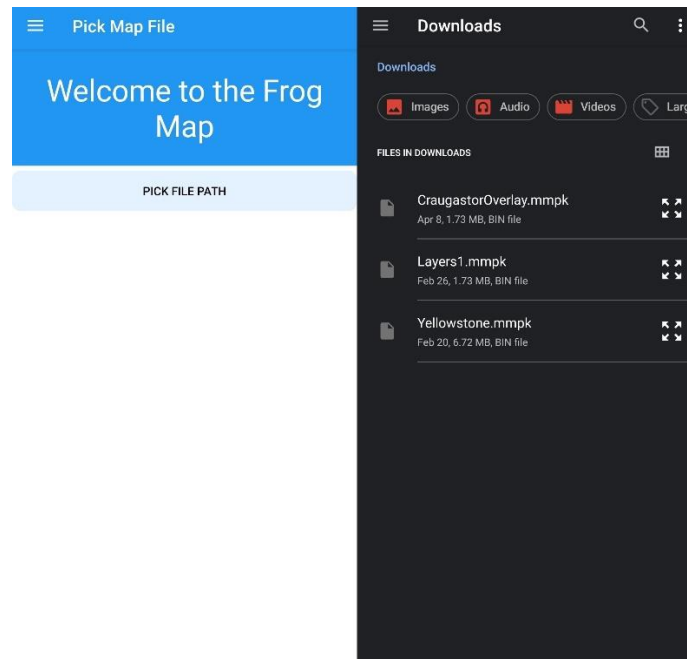 Pick Map File
Welcome to the Frog
Map
PICK FILE PATH
Downloads
Downloads
Images
Audio
Videos
Larg
FILES IN DOWNLOADS
CraugastorOverlay.mmpk
Apr 8, 1.73 MB, BIN file
Layers1.mmpk
Feb 26, 1.73 MB, BIN file
Yellowstone.mmpk
Feb 20, 6.72 MB, BIN file